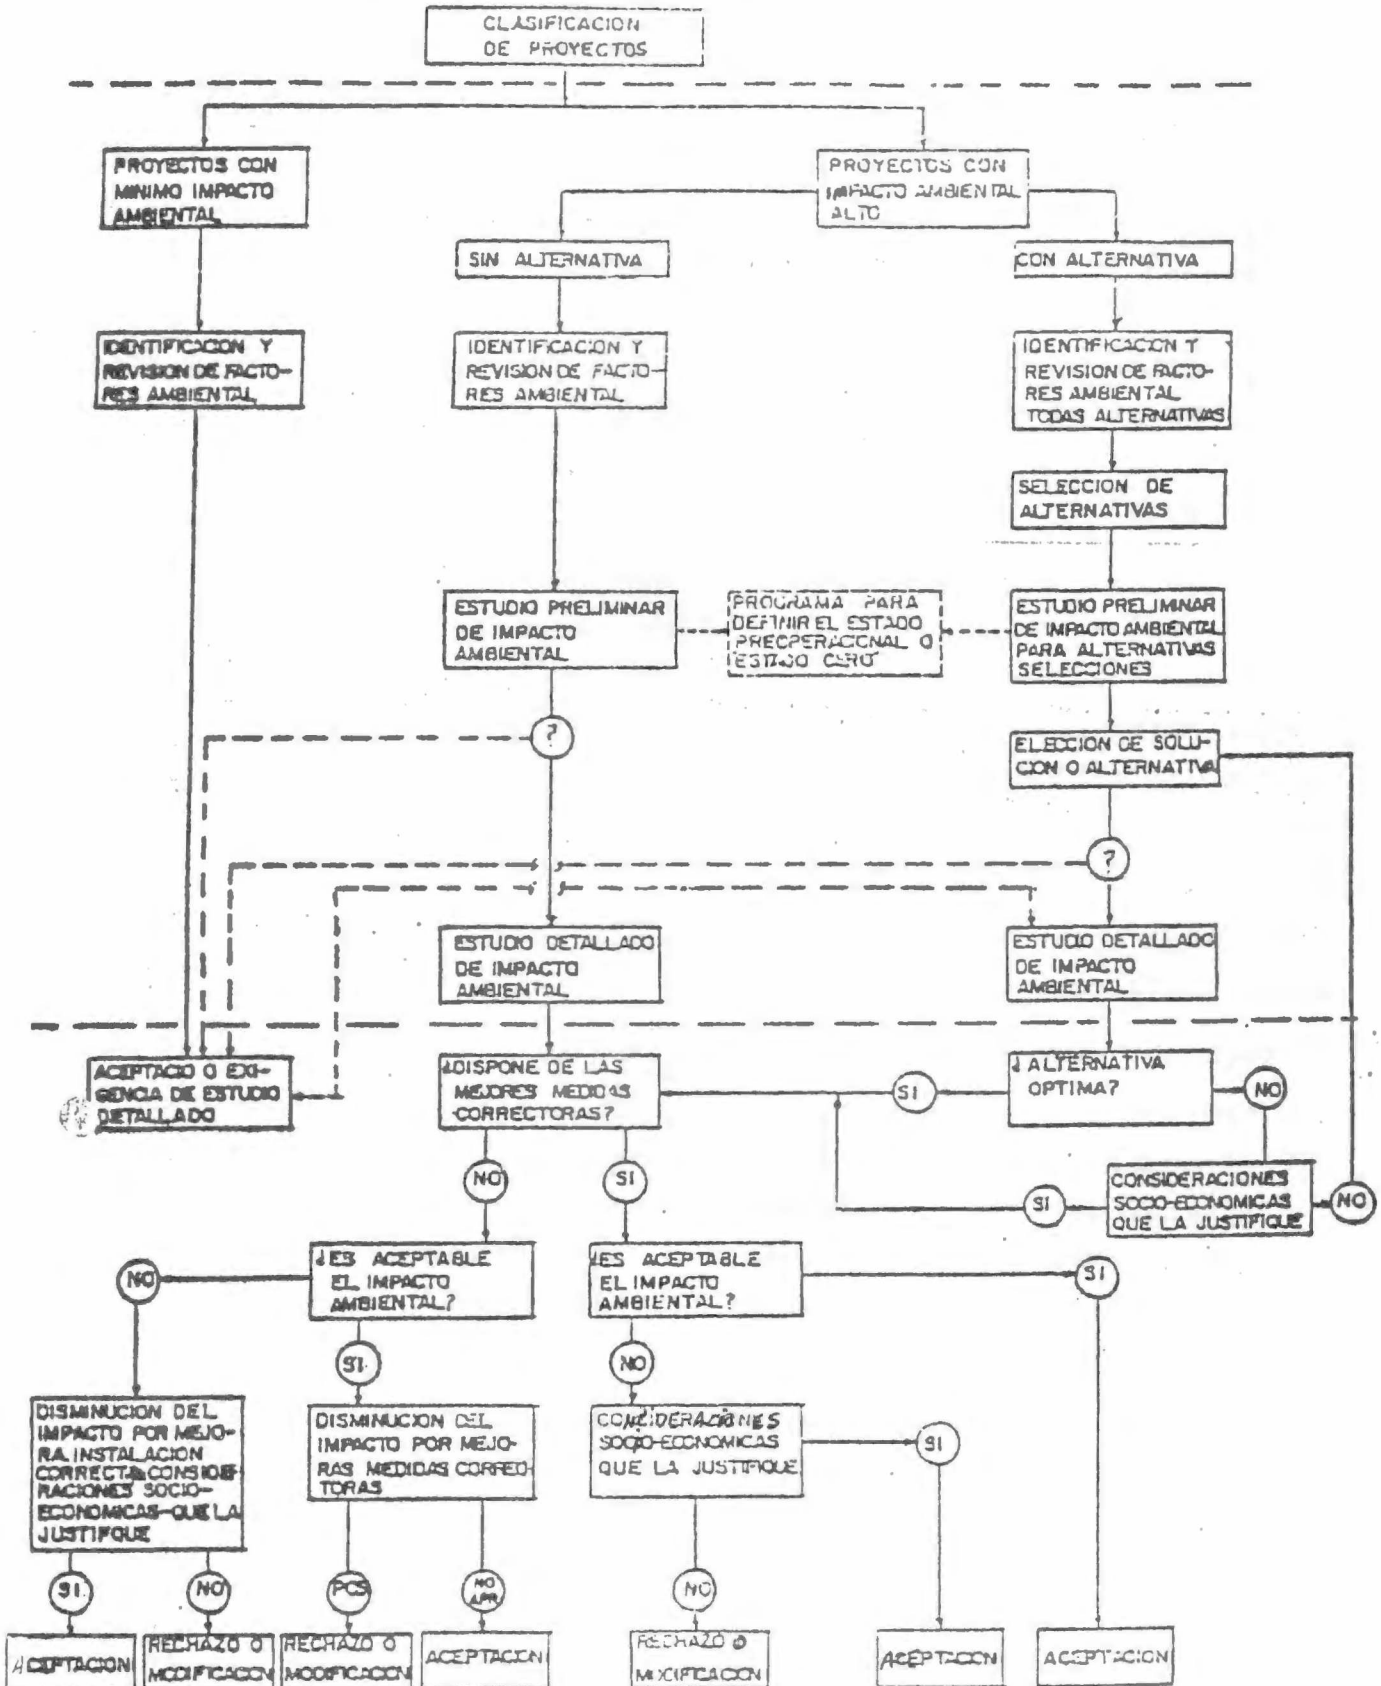 CLASIFICACION
DE PROYECTOS
PROYECTOS CON
MINIMO IMPACTO
AMBIENTAL
PROYECTOS CON
IMPACTO AMBIENTAL
ALTO
SIN ALTERNATIVA
CON ALTERNATIVA
IDENTIFICACION Y
REVISION DE FACTO-
RES AMBIENTAL
IDENTIFICACION Y
REVISION DE FACTO-
RES AMBIENTAL
IDENTIFICACION Y
REVISION DE FACTO-
RES AMBIENTAL
TODAS ALTERNATIVAS
SELECCION DE
ALTERNATIVAS
ESTUDIO PRELIMINAR
DE IMPACTO
AMBIENTAL
PROGRAMA PARA
DEFINIR EL ESTADO
PREOPERACIONAL O
ESTADO CERO
ESTUDIO PRELIMINAR
DE IMPACTO AMBIENTAL
PARA ALTERNATIVAS
SELECCIONES
?
ELECCION DE SOLU-
CION O ALTERNATIVA
?
ESTUDIO DETALLADO
DE IMPACTO
AMBIENTAL
ESTUDIO DETALLADO
DE IMPACTO
AMBIENTAL
ACEPTACIO O EXI-
GENCIA DE ESTUDIO
DETALLADO
¿DISPONE DE LAS
MEJORES MEDIDAS
CORRECTORAS?
SI
¿ALTERNATIVA
OPTIMA?
NO
NO
SI
SI
CONSIDERACIONES
SOCIO-ECONOMICAS
QUE LA JUSTIFIQUE
NO
NO
¿ES ACEPTABLE
EL IMPACTO
AMBIENTAL?
¿ES ACEPTABLE
EL IMPACTO
AMBIENTAL?
SI
SI
NO
DISMINUCION DEL
IMPACTO POR MEJO-
RA INSTALACION
CORRECTA CONSIDE-
RACIONES SOCIO-
ECONOMICAS-QUE LA
JUSTIFQUE
DISMINUCION DEL
IMPACTO POR MEJO-
RAS MEDIDAS CORREC-
TORAS
CONSIDERACIONES
SOCIO-ECONOMICAS
QUE LA JUSTIFIQUE
SI
SI
NO
POS
NO
APR
NO
ACEPTACION
RECHAZO O
MODIFICACION
RECHAZO O
MODIFICACION
ACEPTACION
RECHAZO O
MODIFICACION
ACEPTACION
ACEPTACION